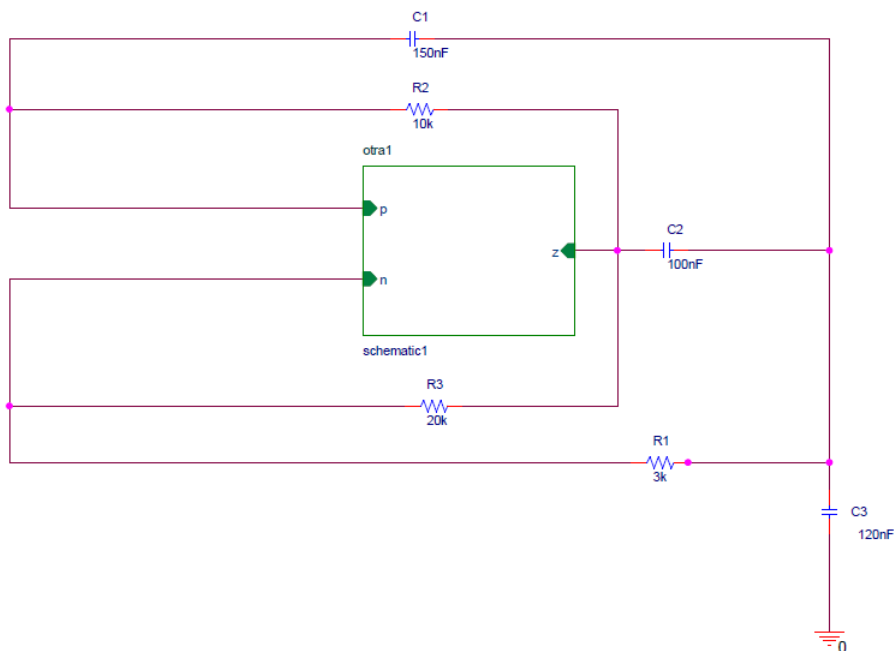 C1
150nF
R2
10k
otra1
p
z
C2
100nF
n
schematic1
R3
20k
R1
3k
C3
120nF
0